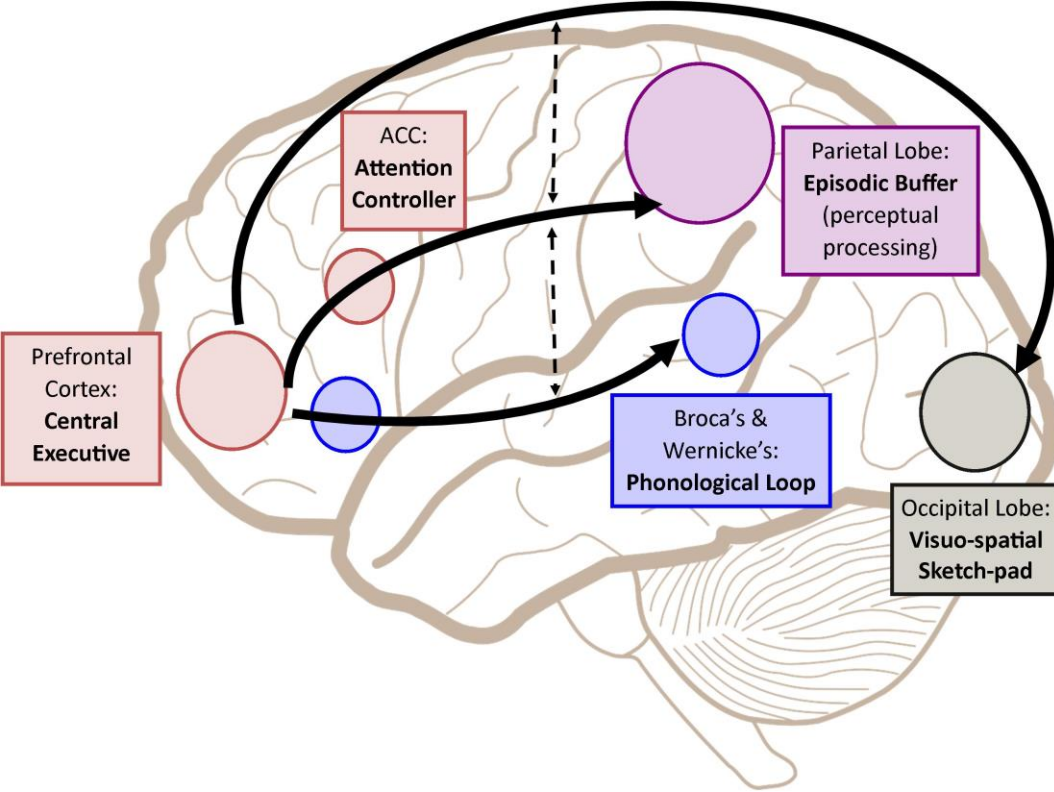 ACC:
Attention
Controller
Parietal Lobe:
Episodic Buffer
(perceptual
processing)
Prefrontal
Cortex:
Central
Executive
Broca’s &
Wernicke’s:
Phonological Loop
Occipital Lobe:
Visuo-spatial
Sketch-pad